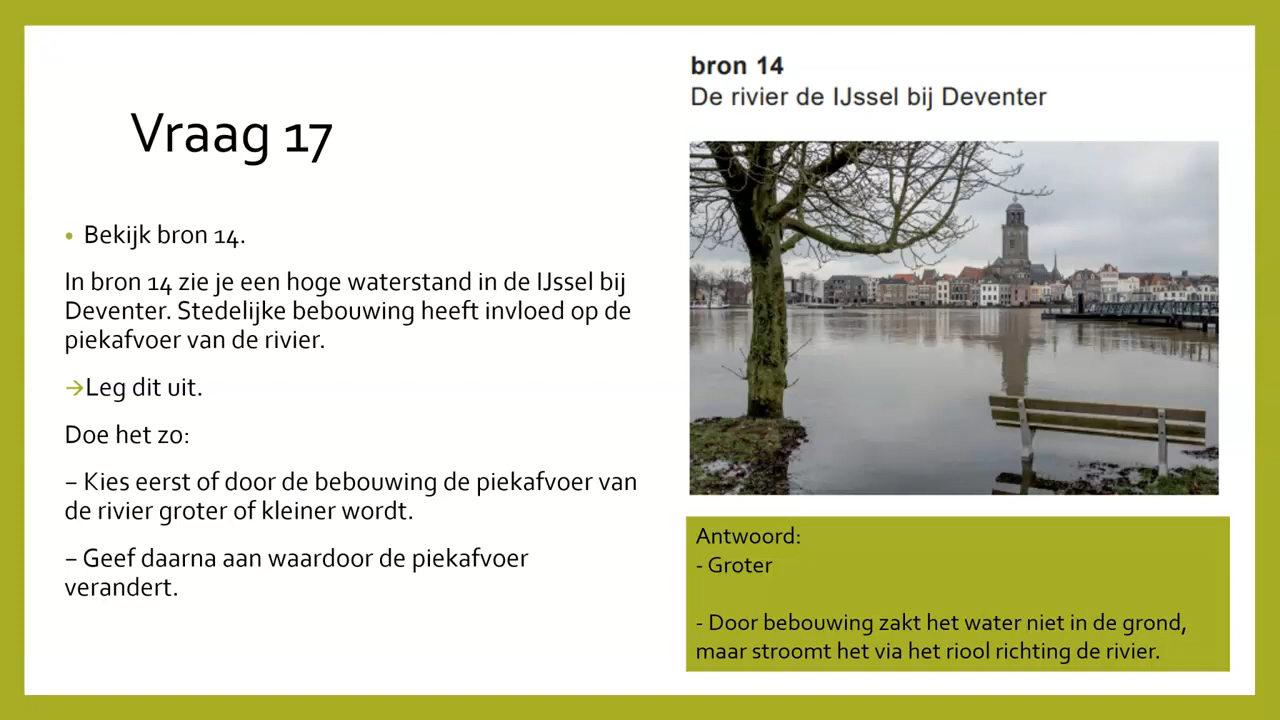 Vraag 17
• Bekijk bron 14.
In bron 14 zie je een hoge waterstand in de IJssel bij
Deventer. Stedelijke bebouwing heeft invloed op de
piekafvoer van de rivier.
→Leg dit uit.
Doe het zo:
– Kies eerst of door de bebouwing de piekafvoer van
de rivier groter of kleiner wordt.
– Geef daarna aan waardoor de piekafvoer
verandert.
bron 14
De rivier de IJssel bij Deventer
Antwoord:
- Groter
- Door bebouwing zakt het water niet in de grond,
maar stroomt het via het riool richting de rivier.